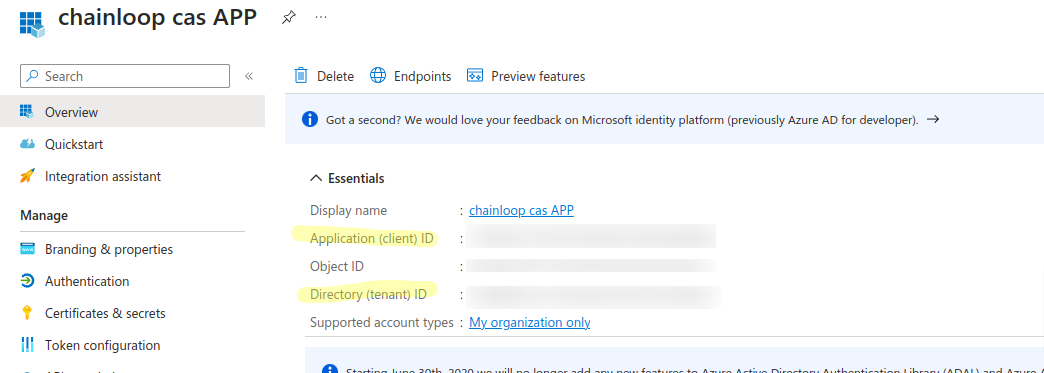 chainloop cas APP
Search
Delete
Endpoints
Preview features
Overview
Got a second? We would love your feedback on Microsoft identity platform (previously Azure AD for developer).
Quickstart
Integration assistant
Essentials
Manage
Display name : chainloop cas APP
Application (client) ID :
Branding & properties
Object ID :
Authentication
Directory (tenant) ID :
Certificates & secrets
Supported account types : My organization only
Token configuration
Starting June 30th, 2020 we will no longer add any new features to Azure Active Directory Authentication Library (ADAL) and Azure